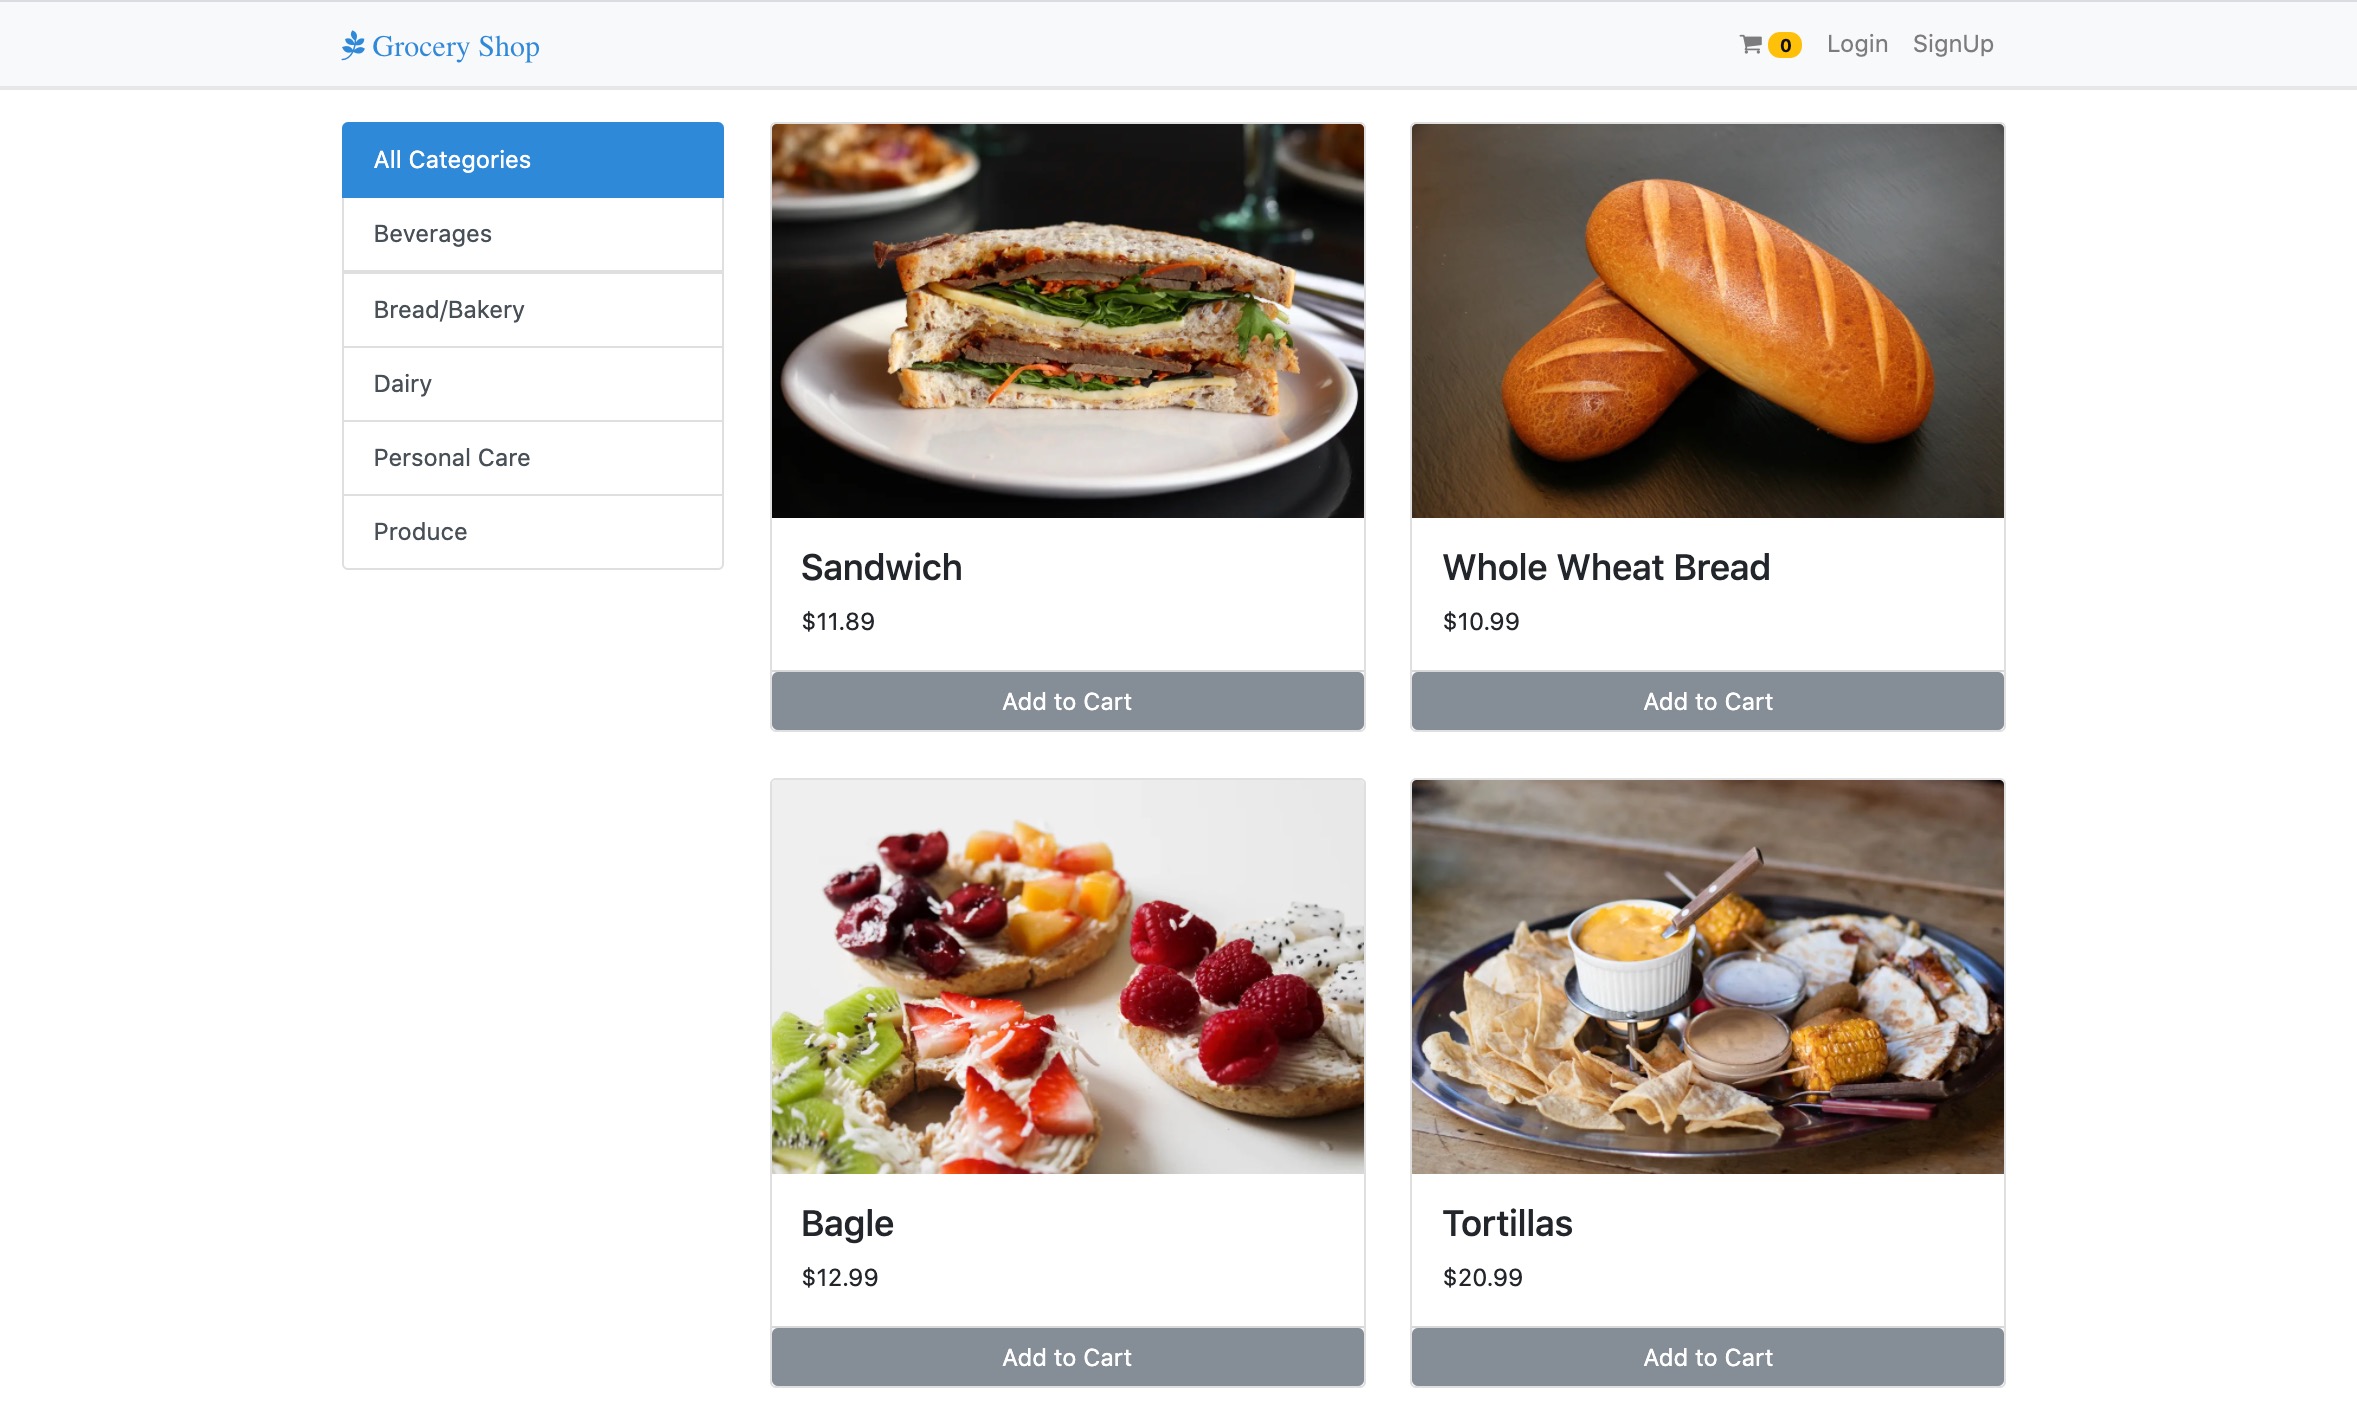 Grocery Shop
0 Login SignUp
All Categories
Beverages
Bread/Bakery
Dairy
Personal Care
Produce
Sandwich
$11.89
Add to Cart
Whole Wheat Bread
$10.99
Add to Cart
Bagle
$12.99
Add to Cart
Tortillas
$20.99
Add to Cart